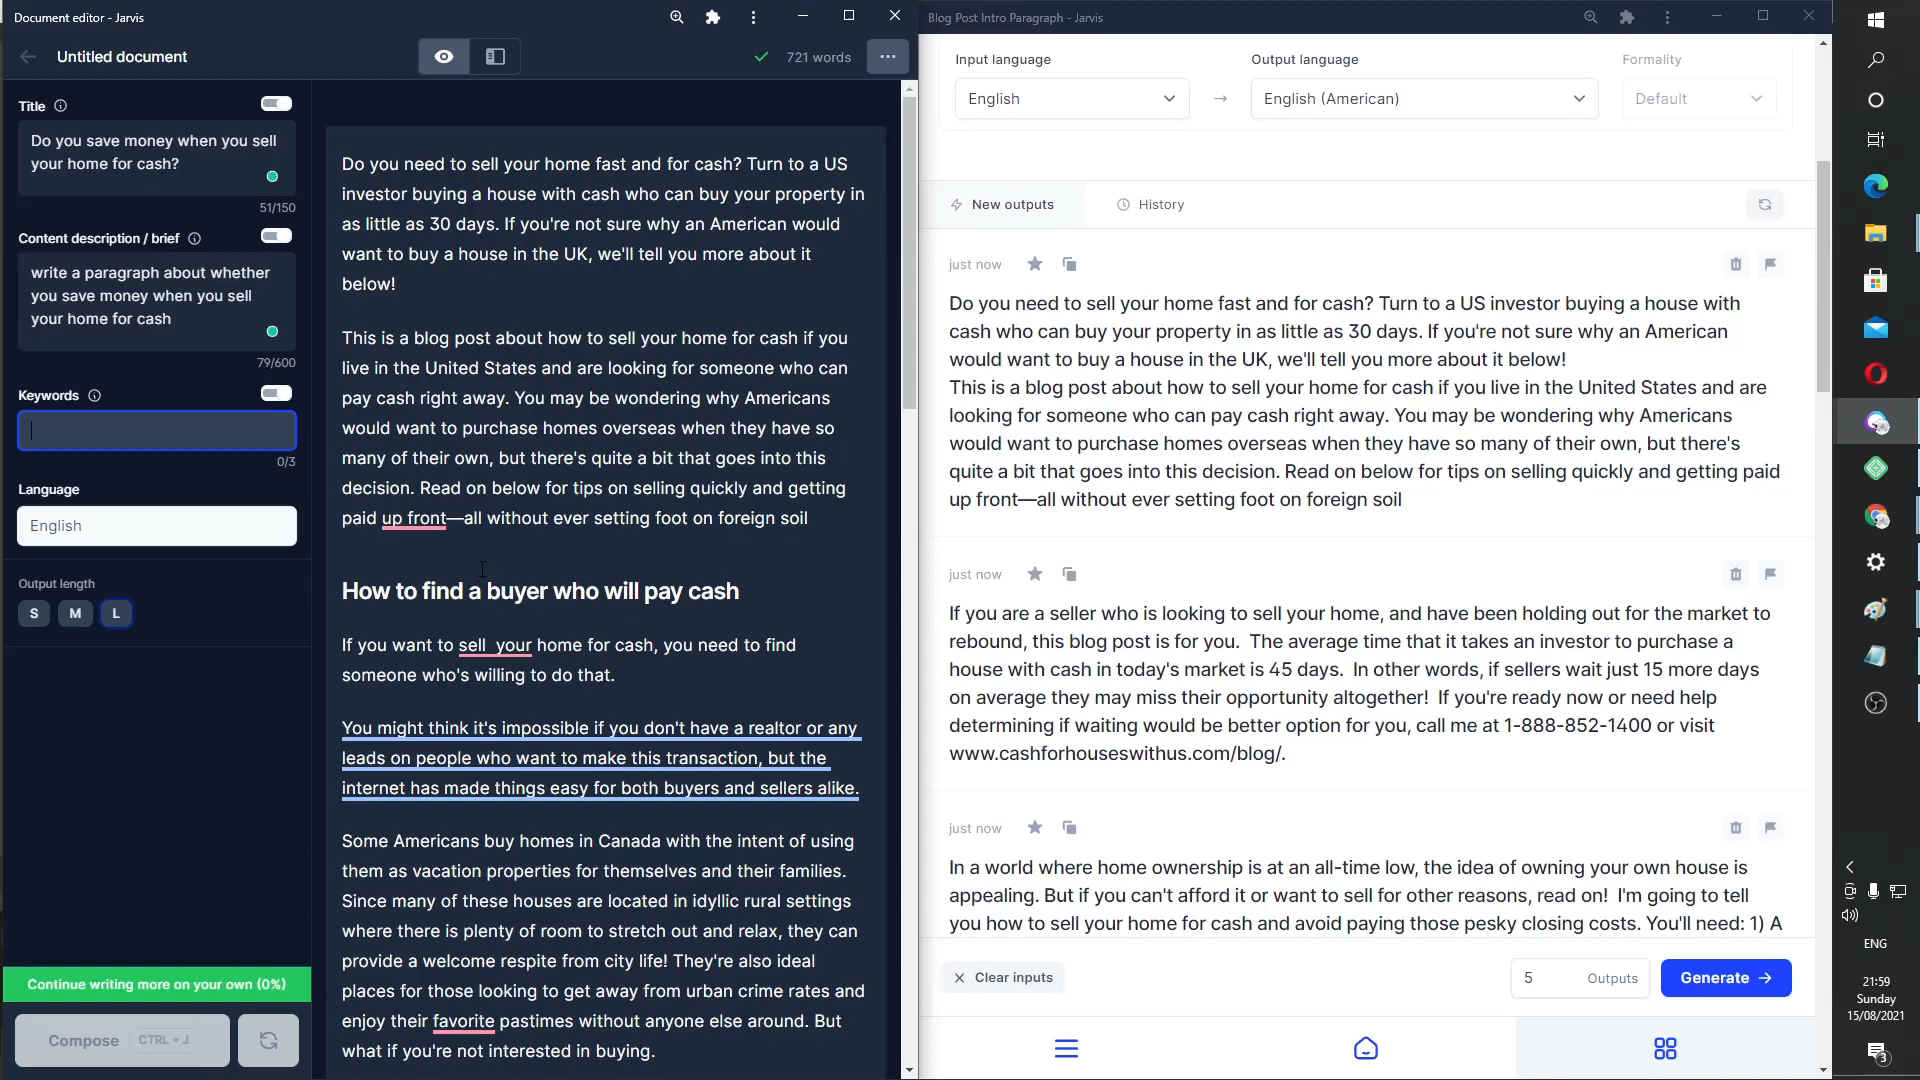 Document editor - Jarvis
Untitled document
721 words
Title
Do you save money when you sell
your home for cash?
51/150
Content description / brief
write a paragraph about whether
you save money when you sell
your home for cash
79/600
Keywords
0/3
Language
English
Output length
S M L
Continue writing more on your own (0%)
Compose CTRL + J
Do you need to sell your home fast and for cash? Turn to a US
investor buying a house with cash who can buy your property in
as little as 30 days. If you're not sure why an American would
want to buy a house in the UK, we'll tell you more about it
below!
This is a blog post about how to sell your home for cash if you
live in the United States and are looking for someone who can
pay cash right away. You may be wondering why Americans
would want to purchase homes overseas when they have so
many of their own, but there's quite a bit that goes into this
decision. Read on below for tips on selling quickly and getting
paid up front—all without ever setting foot on foreign soil
How to find a buyer who will pay cash
If you want to sell  your home for cash, you need to find
someone who's willing to do that.
You might think it's impossible if you don't have a realtor or any
leads on people who want to make this transaction, but the
internet has made things easy for both buyers and sellers alike.
Some Americans buy homes in Canada with the intent of using
them as vacation properties for themselves and their families.
Since many of these houses are located in idyllic rural settings
where there is plenty of room to stretch out and relax, they can
provide a welcome respite from city life! They're also ideal
places for those looking to get away from urban crime rates and
enjoy their favorite pastimes without anyone else around. But
what if you're not interested in buying.
Blog Post Intro Paragraph - Jarvis
Input language
English
Output language
English (American)
Formality
Default
New outputs
History
just now
Do you need to sell your home fast and for cash? Turn to a US investor buying a house with
cash who can buy your property in as little as 30 days. If you're not sure why an American
would want to buy a house in the UK, we'll tell you more about it below!
This is a blog post about how to sell your home for cash if you live in the United States and are
looking for someone who can pay cash right away. You may be wondering why Americans
would want to purchase homes overseas when they have so many of their own, but there's
quite a bit that goes into this decision. Read on below for tips on selling quickly and getting paid
up front—all without ever setting foot on foreign soil
just now
If you are a seller who is looking to sell your home, and have been holding out for the market to
rebound, this blog post is for you.  The average time that it takes an investor to purchase a
house with cash in today's market is 45 days.  In other words, if sellers wait just 15 more days
on average they may miss their opportunity altogether!  If you're ready now or need help
determining if waiting would be better option for you, call me at 1-888-852-1400 or visit
www.cashforhouseswithus.com/blog/.
just now
In a world where home ownership is at an all-time low, the idea of owning your own house is
appealing. But if you can't afford it or want to sell for other reasons, read on!  I'm going to tell
you how to sell your home for cash and avoid paying those pesky closing costs. You'll need: 1) A
Clear inputs
5 Outputs
Generate
ENG
21:59
Sunday
15/08/2021
3